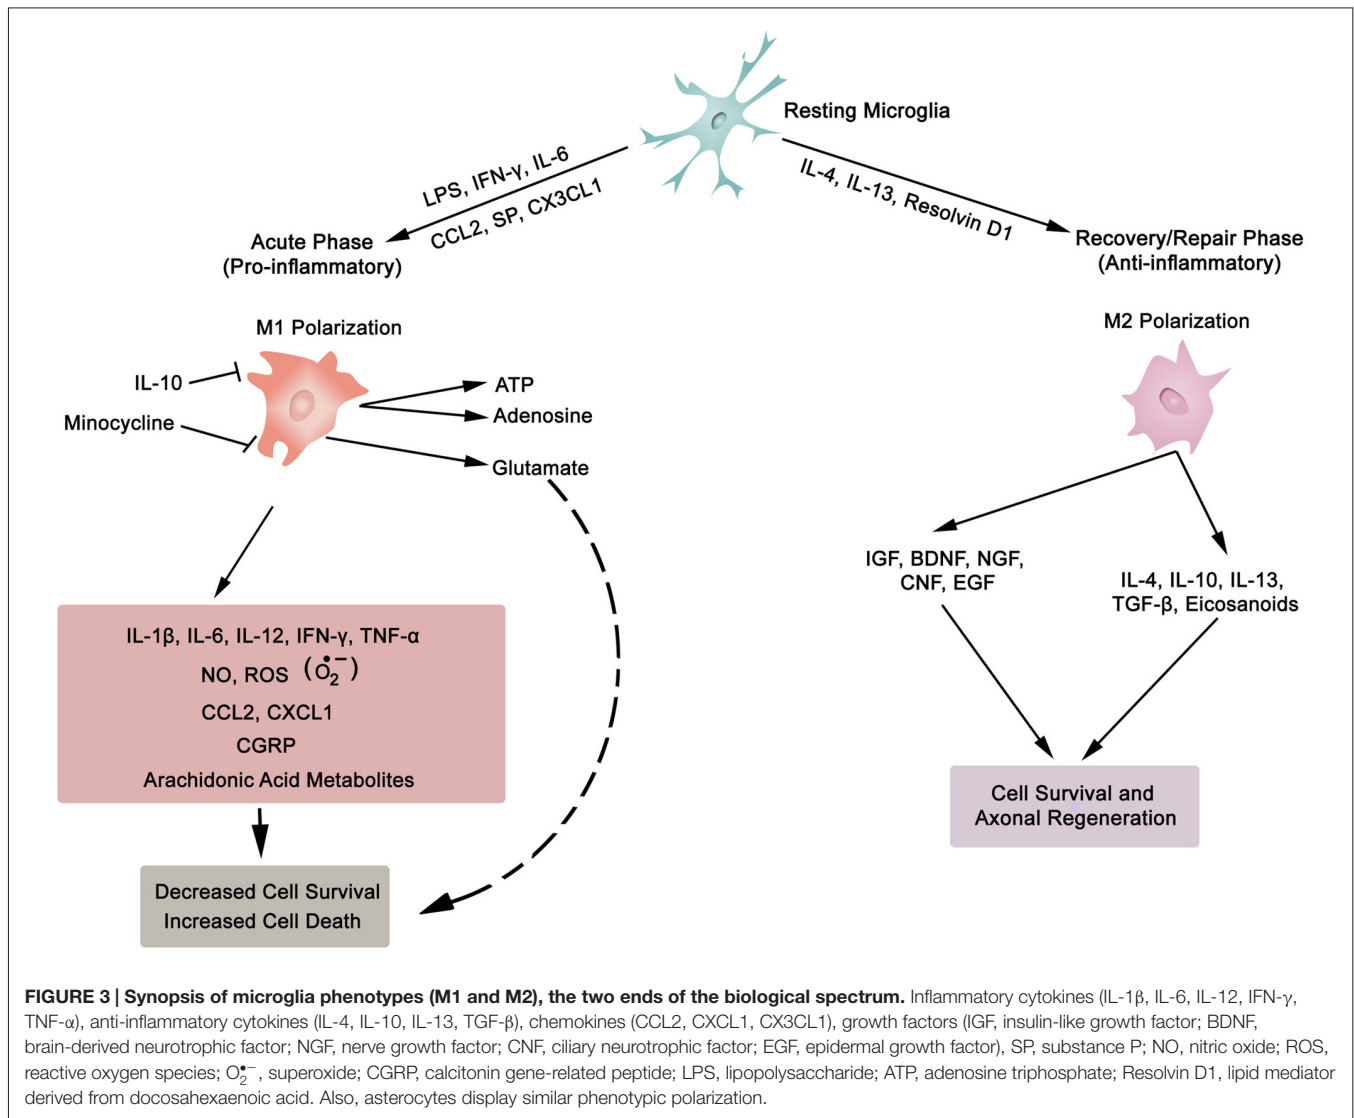 Resting Microglia
LPS, IFN-γ, IL-6
CCL2, SP, CX3CL1
IL-4, IL-13, Resolvin D1
Acute Phase
(Pro-inflammatory)
Recovery/Repair Phase
(Anti-inflammatory)
M1 Polarization
M2 Polarization
IL-10
Minocycline
ATP
Adenosine
Glutamate
IL-1β, IL-6, IL-12, IFN-γ, TNF-α
NO, ROS (O₂•−)
CCL2, CXCL1
CGRP
Arachidonic Acid Metabolites
Decreased Cell Survival
Increased Cell Death
IGF, BDNF, NGF,
CNF, EGF
IL-4, IL-10, IL-13,
TGF-β, Eicosanoids
Cell Survival and
Axonal Regeneration
FIGURE 3 | Synopsis of microglia phenotypes (M1 and M2), the two ends of the biological spectrum. Inflammatory cytokines (IL-1β, IL-6, IL-12, IFN-γ,
TNF-α), anti-inflammatory cytokines (IL-4, IL-10, IL-13, TGF-β), chemokines (CCL2, CXCL1, CX3CL1), growth factors (IGF, insulin-like growth factor; BDNF,
brain-derived neurotrophic factor; NGF, nerve growth factor; CNF, ciliary neurotrophic factor; EGF, epidermal growth factor), SP, substance P; NO, nitric oxide; ROS,
reactive oxygen species; O₂•−, superoxide; CGRP, calcitonin gene-related peptide; LPS, lipopolysaccharide; ATP, adenosine triphosphate; Resolvin D1, lipid mediator
derived from docosahexaenoic acid. Also, asterocytes display similar phenotypic polarization.